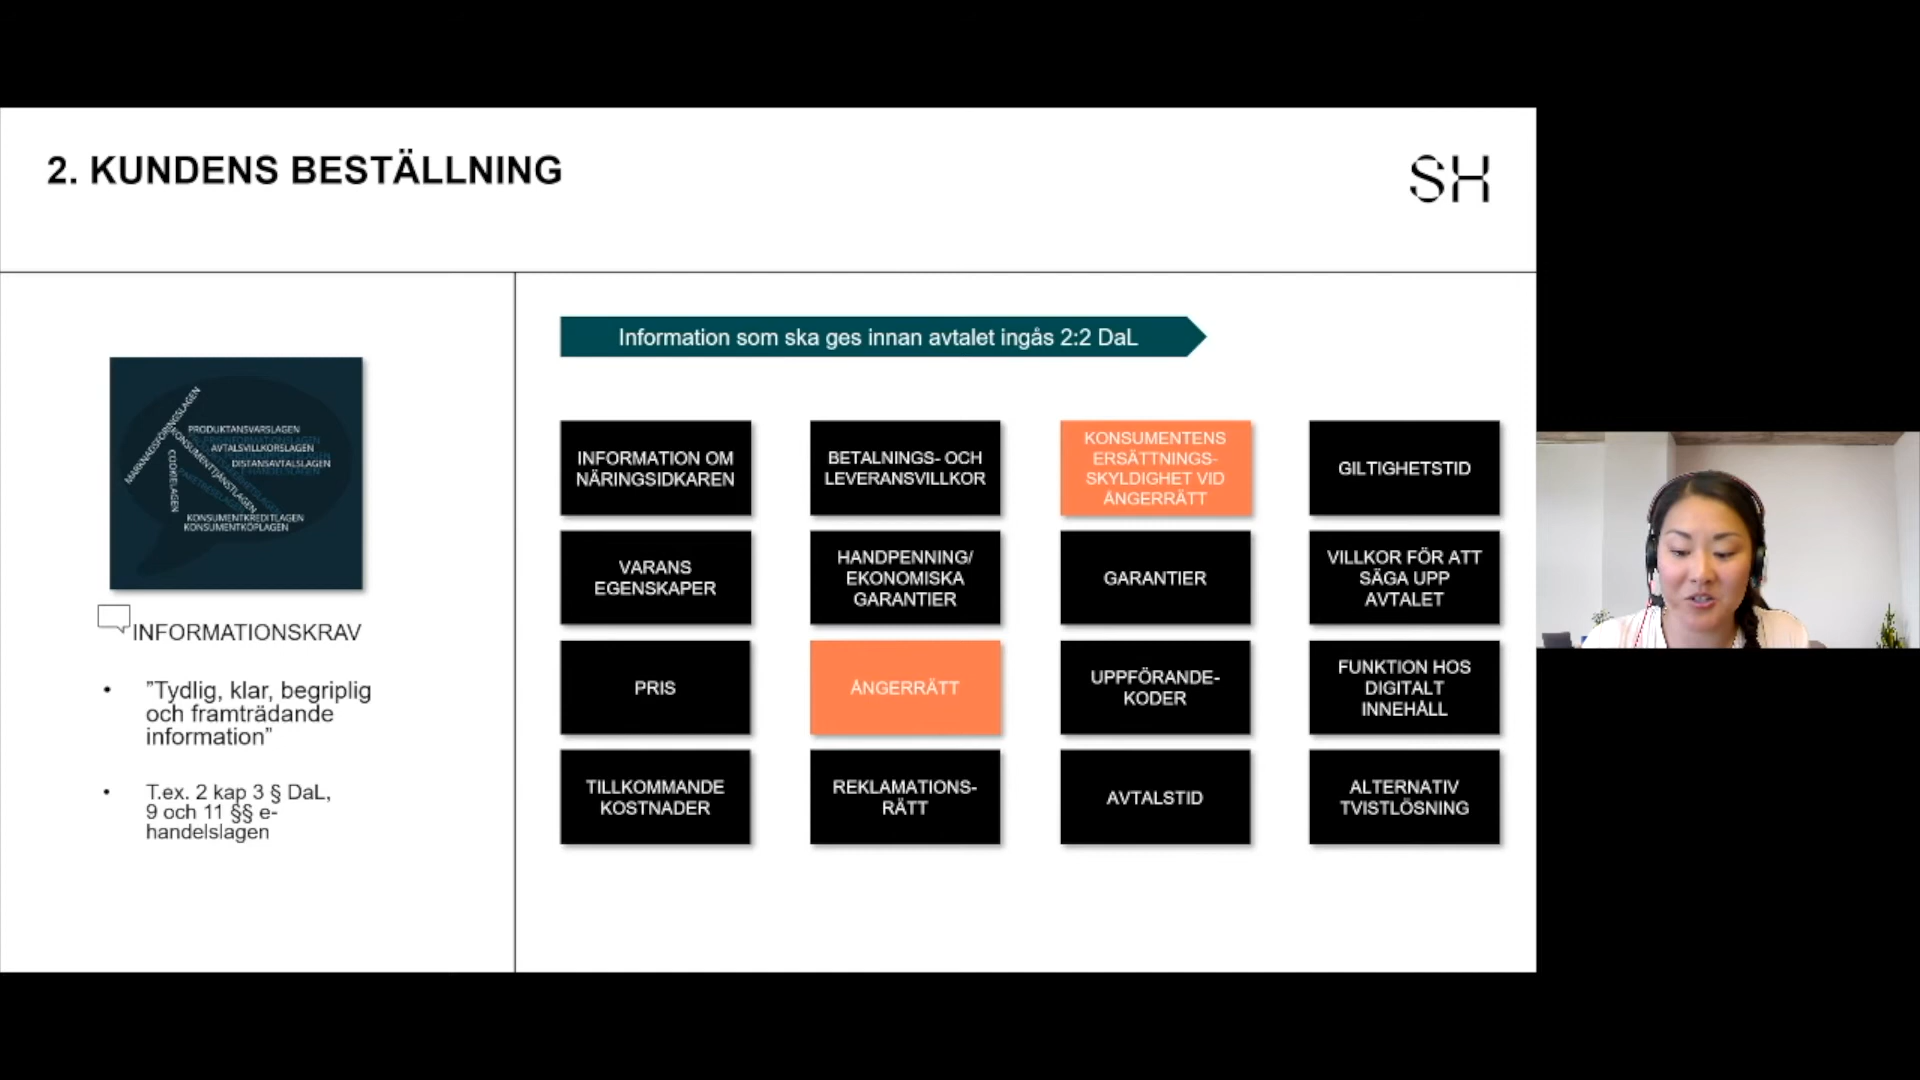 2. KUNDENS BESTÄLLNING
SH
MARKNADSFÖRINGSLAGEN
PRODUKTANSVARSLAGEN
AVTALSVILLKORSLAGEN
DISTANSAVTALSLAGEN
KONSUMENTTJÄNSTLAGEN
COOKIELAGEN
KONSUMENTKREDITLAGEN
KONSUMENTKÖPLAGEN
INFORMATIONSKRAV
• ”Tydlig, klar, begriplig
och framträdande
information”
• T.ex. 2 kap 3 § DaL,
9 och 11 §§ e-
handelslagen
Information som ska ges innan avtalet ingås 2:2 DaL
INFORMATION OM
NÄRINGSIDKAREN
BETALNINGS- OCH
LEVERANSVILLKOR
KONSUMENTENS
ERSÄTTNINGS-
SKYLDIGHET VID
ÅNGERRÄTT
GILTIGHETSTID
VARANS
EGENSKAPER
HANDPENNING/
EKONOMISKA
GARANTIER
GARANTIER
VILLKOR FÖR ATT
SÄGA UPP
AVTALET
PRIS
ÅNGERRÄTT
UPPFÖRANDE-
KODER
FUNKTION HOS
DIGITALT
INNEHÅLL
TILLKOMMANDE
KOSTNADER
REKLAMATIONS-
RÄTT
AVTALSTID
ALTERNATIV
TVISTLÖSNING